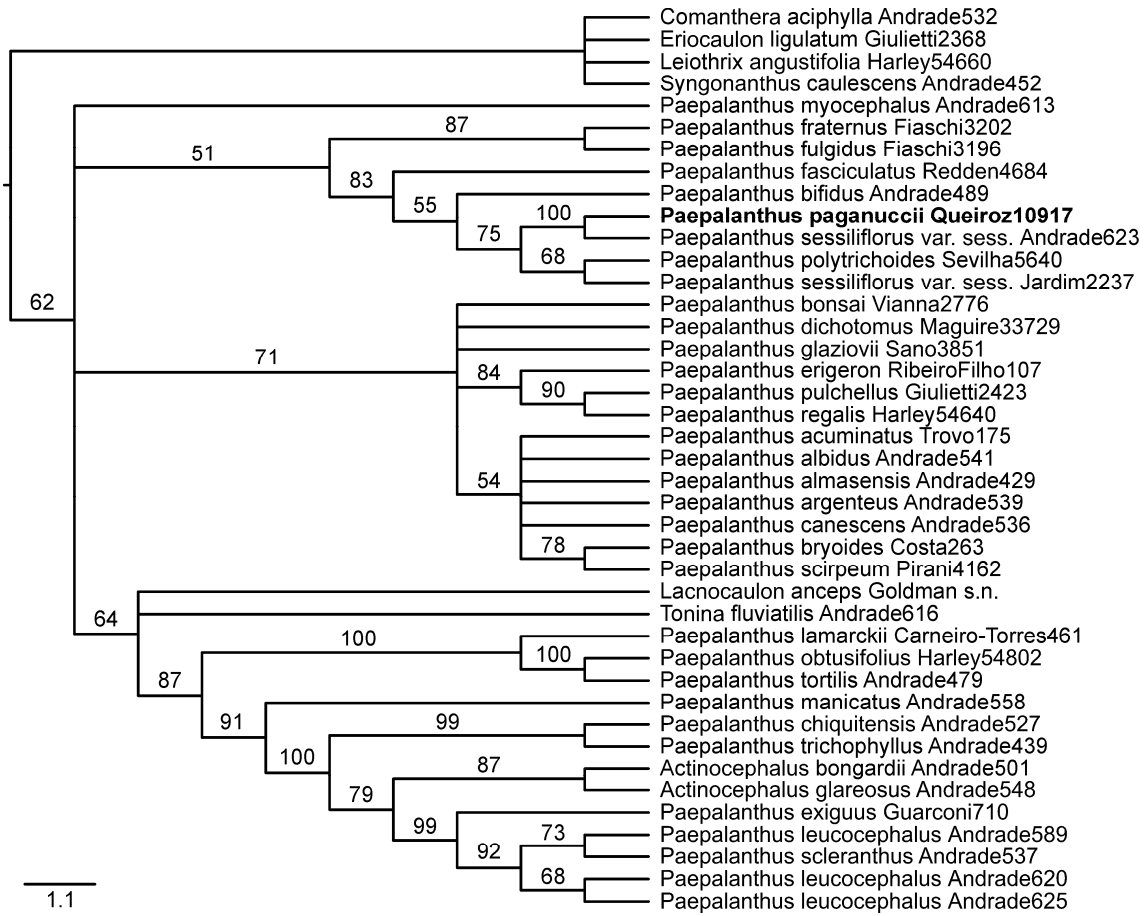 Comanthera aciphylla Andrade532
Eriocaulon ligulatum Giulietti2368
Leiothrix angustifolia Harley54660
Syngonanthus caulescens Andrade452
Paepalanthus myocephalus Andrade613
87
Paepalanthus fraternus Fiaschi3202
51
Paepalanthus fulgidus Fiaschi3196
83
Paepalanthus fasciculatus Redden4684
55
Paepalanthus bifidus Andrade489
100
Paepalanthus paganuccii Queiroz10917
75
Paepalanthus sessiliflorus var. sess. Andrade623
68
Paepalanthus polytrichoides Sevilha5640
Paepalanthus sessiliflorus var. sess. Jardim2237
62
Paepalanthus bonsai Vianna2776
Paepalanthus dichotomus Maguire33729
71
Paepalanthus glaziovii Sano3851
84
Paepalanthus erigeron RibeiroFilho107
90
Paepalanthus pulchellus Giulietti2423
Paepalanthus regalis Harley54640
Paepalanthus acuminatus Trovo175
Paepalanthus albidus Andrade541
54
Paepalanthus almasensis Andrade429
Paepalanthus argenteus Andrade539
Paepalanthus canescens Andrade536
78
Paepalanthus bryoides Costa263
Paepalanthus scirpeum Pirani4162
Lacnocaulon anceps Goldman s.n.
64
Tonina fluviatilis Andrade616
100
Paepalanthus lamarckii Carneiro-Torres461
100
Paepalanthus obtusifolius Harley54802
87
Paepalanthus tortilis Andrade479
Paepalanthus manicatus Andrade558
91
99
Paepalanthus chiquitensis Andrade527
Paepalanthus trichophyllus Andrade439
100
87
Actinocephalus bongardii Andrade501
Actinocephalus glareosus Andrade548
79
Paepalanthus exiguus Guarconi710
99
73
Paepalanthus leucocephalus Andrade589
92
Paepalanthus scleranthus Andrade537
68
Paepalanthus leucocephalus Andrade620
Paepalanthus leucocephalus Andrade625
1.1